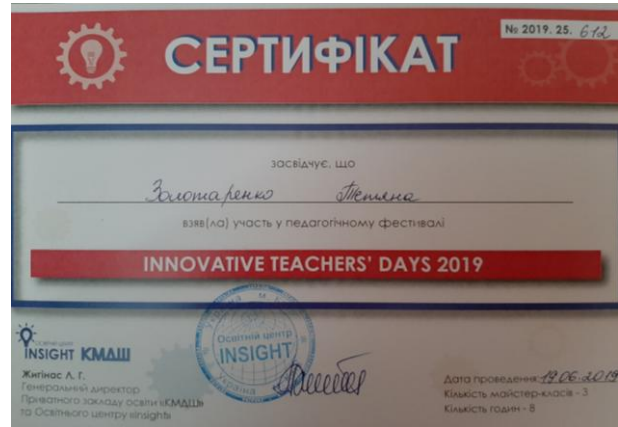 № 2019. 25. 612
СЕРТИФІКАТ
засвідчує, що
Золотаренко Тетяна
взяв(ла) участь у педагогічному фестивалі
INNOVATIVE TEACHERS' DAYS 2019
INSIGHT КМДШ
Жигінас Л. Г.
Генеральний директор
Приватного закладу освіти «КМДШ»
та Освітнього центру «Insight»
Україна
Освітній центр
INSIGHT
Україна
Дата проведення: 19.06.2019
Кількість майстер-класів - 3
Кількість годин - 8